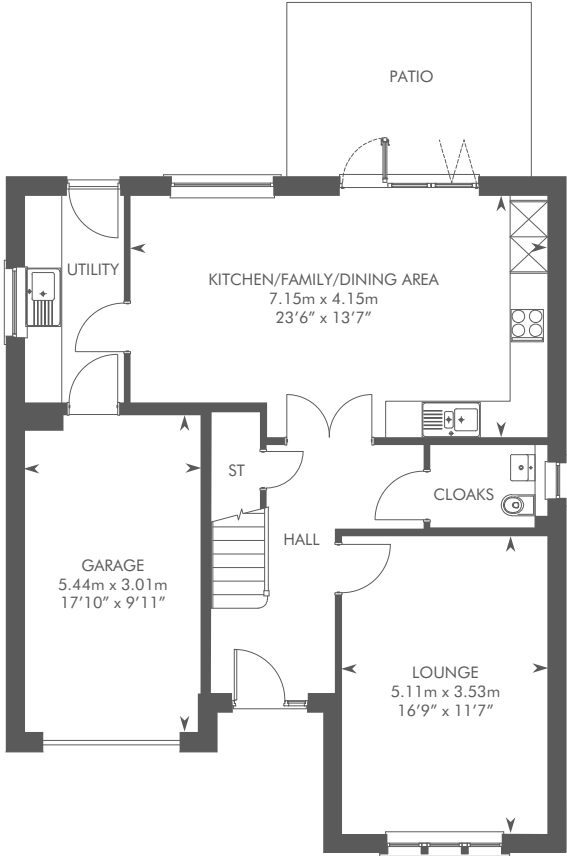 PATIO
UTILITY
KITCHEN/FAMILY/DINING AREA
7.15m x 4.15m
23’6” x 13’7”
ST
CLOAKS
HALL
GARAGE
5.44m x 3.01m
17’10” x 9’11”
LOUNGE
5.11m x 3.53m
16’9” x 11’7”